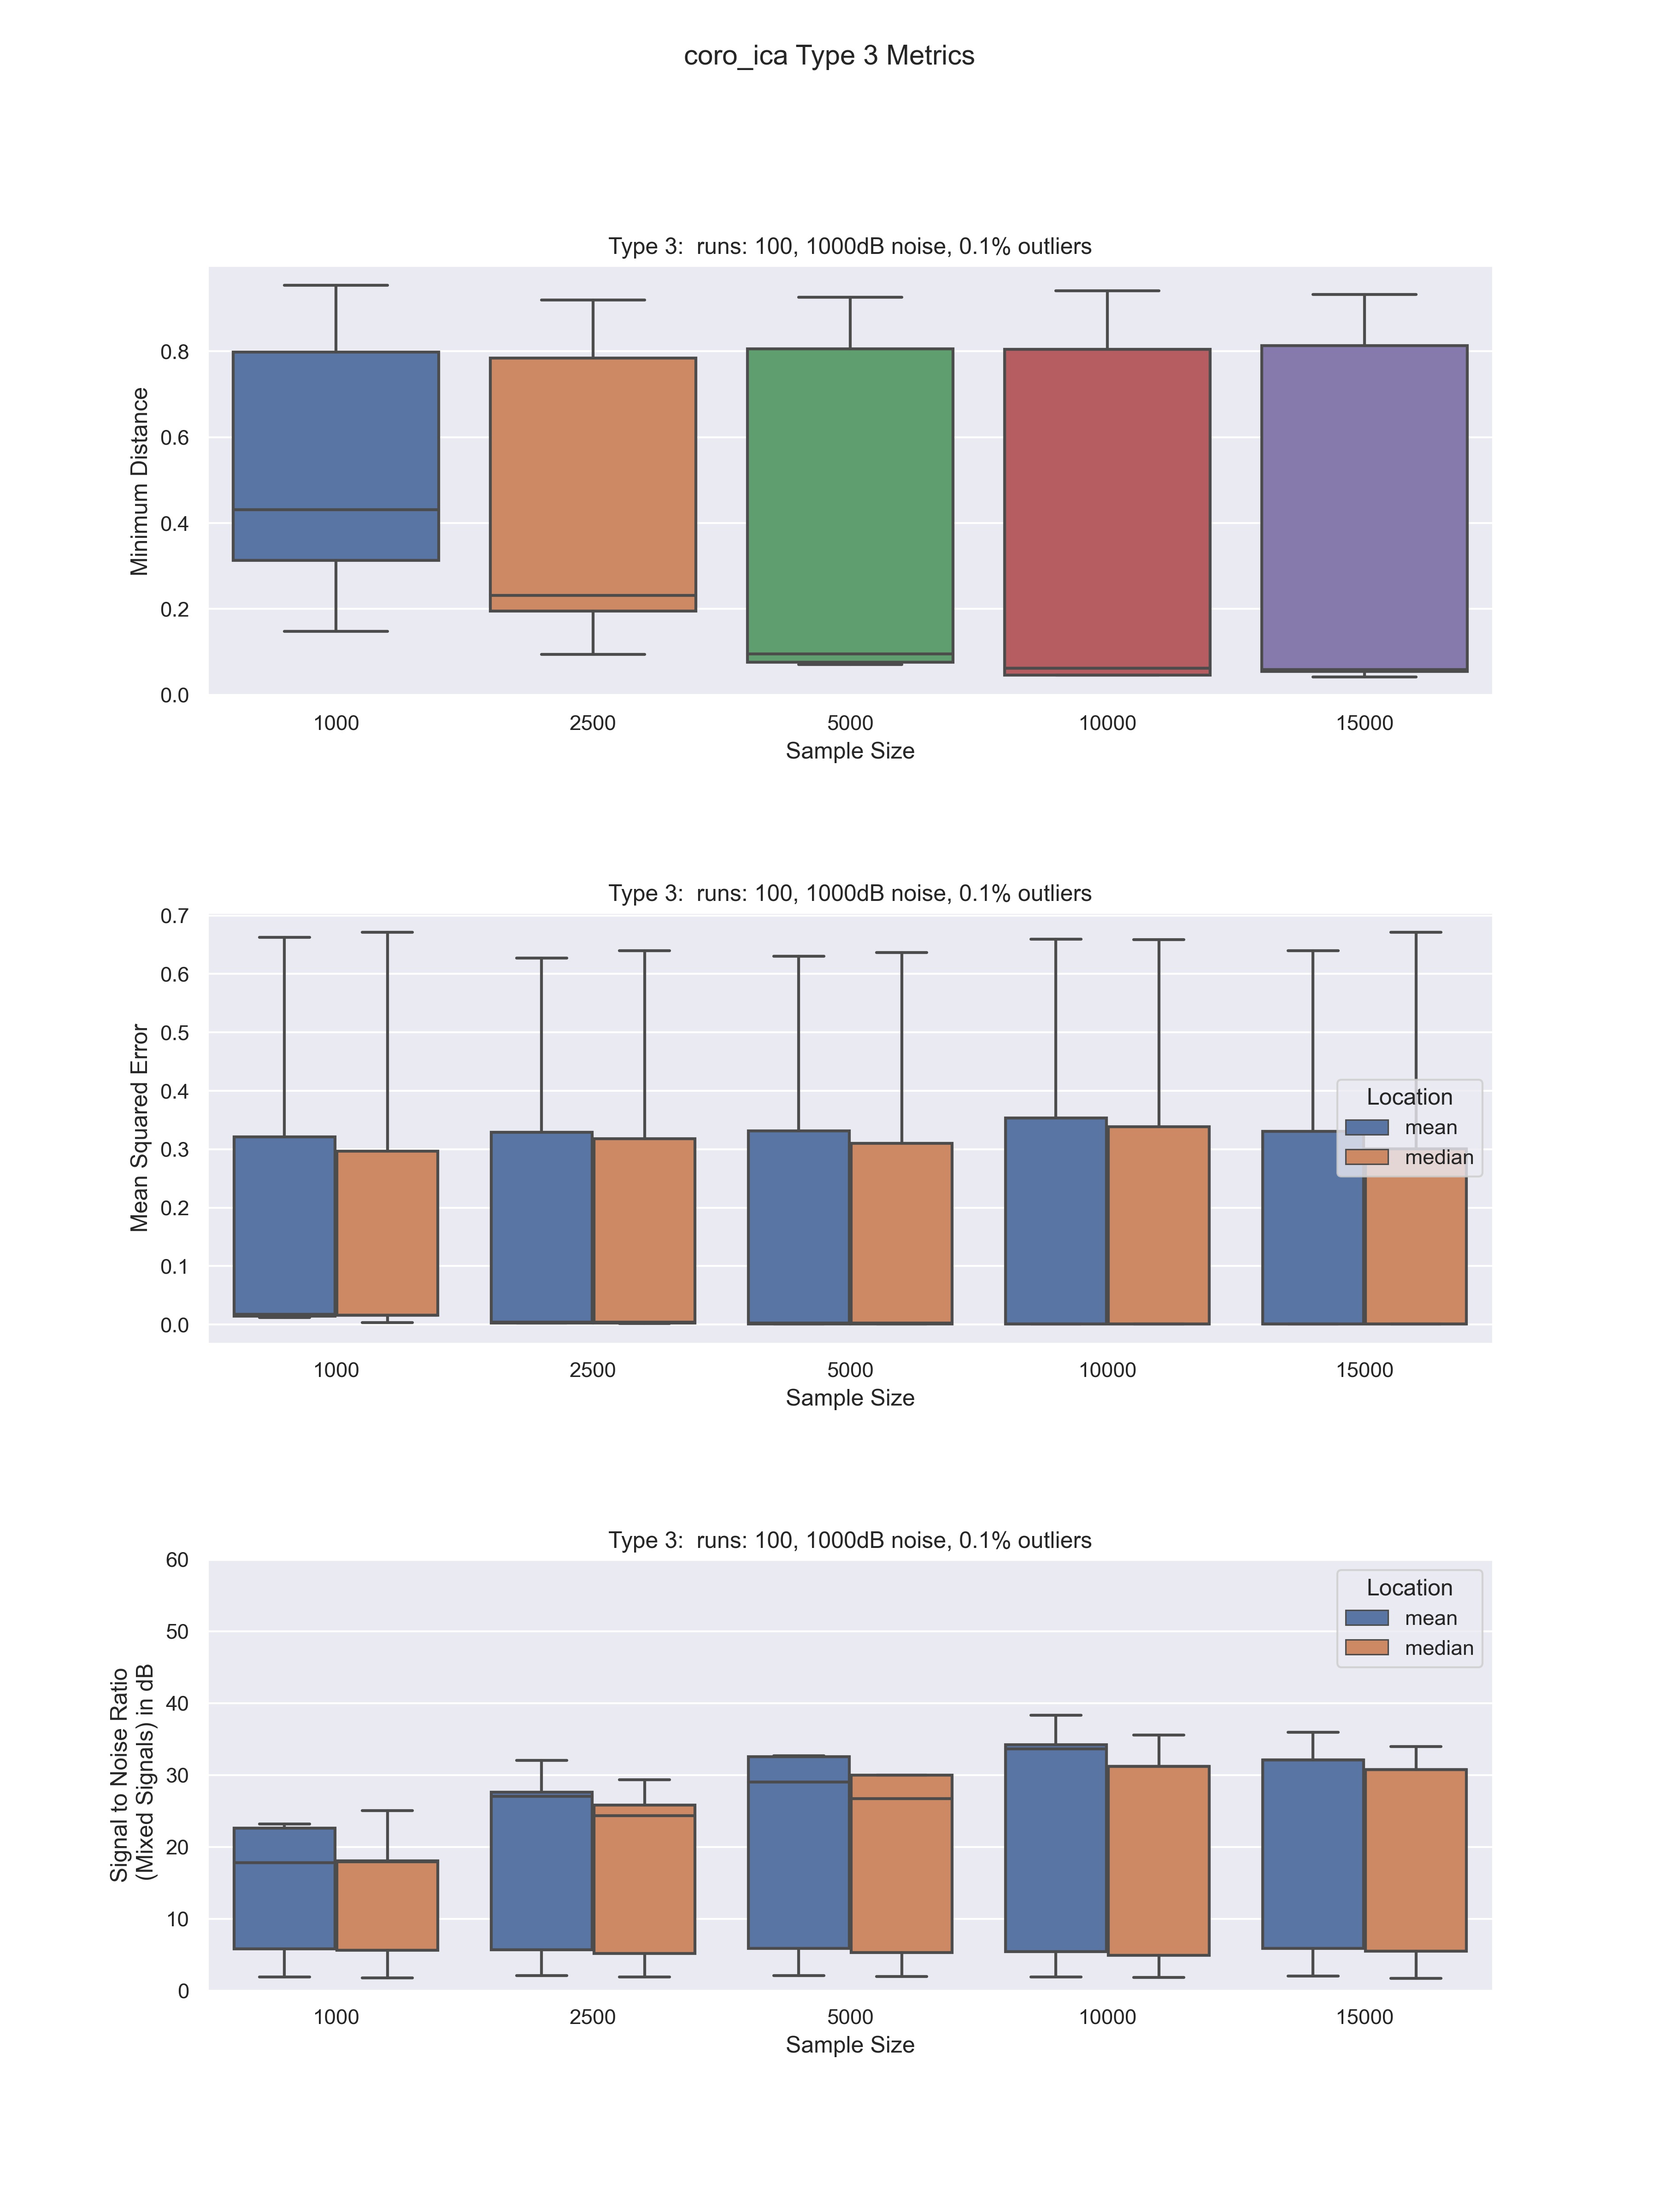 coro_ica Type 3 Metrics
Type 3:  runs: 100, 1000dB noise, 0.1% outliers
Minimum Distance
0.8
0.6
0.4
0.2
0.0
1000 2500 5000 10000 15000
Sample Size
Type 3:  runs: 100, 1000dB noise, 0.1% outliers
Mean Squared Error
0.7
0.6
0.5
0.4
0.3
0.2
0.1
0.0
Location
mean
median
1000 2500 5000 10000 15000
Sample Size
Type 3:  runs: 100, 1000dB noise, 0.1% outliers
Signal to Noise Ratio
(Mixed Signals) in dB
60
50
40
30
20
10
0
Location
mean
median
1000 2500 5000 10000 15000
Sample Size